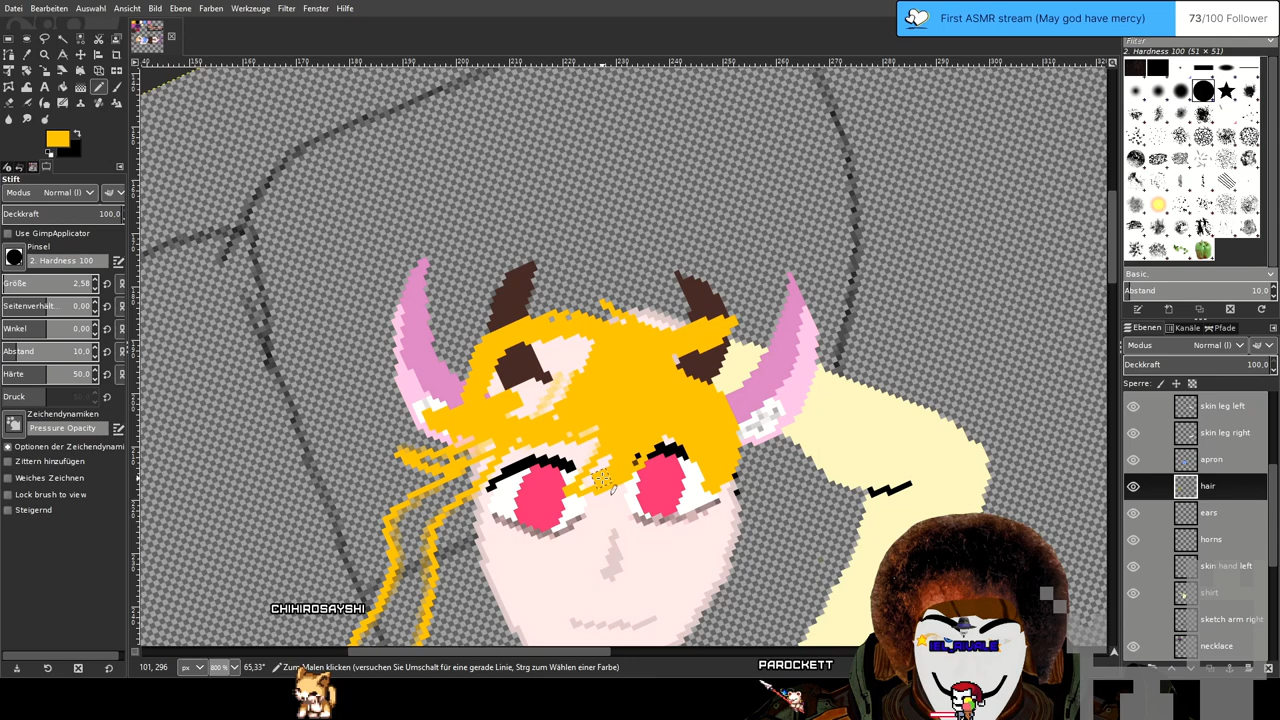 Datei Bearbeiten Auswahl Ansicht Bild Ebene Farben Werkzeuge Filter Fenster Hilfe
First ASMR stream (May god have mercy) 73/100 Follower
Filter
2. Hardness 100 (51 × 51)
Stift
Modus Normal (l)
Deckkraft 100,0
Use GimpApplicator
Pinsel
2. Hardness 100
Größe 2,58
Seitenverhält... 0,00
Winkel 0,00
Abstand 10,0
Härte 50,0
Druck 50,0
Zeichendynamiken
Pressure Opacity
Optionen der Zeichendynami
Zittern hinzufügen
Weiches Zeichnen
Lock brush to view
Steigernd
Basic,
Abstand 10,0
Ebenen Kanäle Pfade
Modus Normal (l)
Deckkraft 100,0
Sperre:
skin leg left
skin leg right
apron
hair
ears
horns
skin hand left
shirt
sketch arm right
necklace
CHIHIROSAYSHI
PAROCKETT
101, 296 px 800 % 65,33° Zum Malen klicken (versuchen Sie Umschalt für eine gerade Linie, Strg zum Wählen einer Farbe)